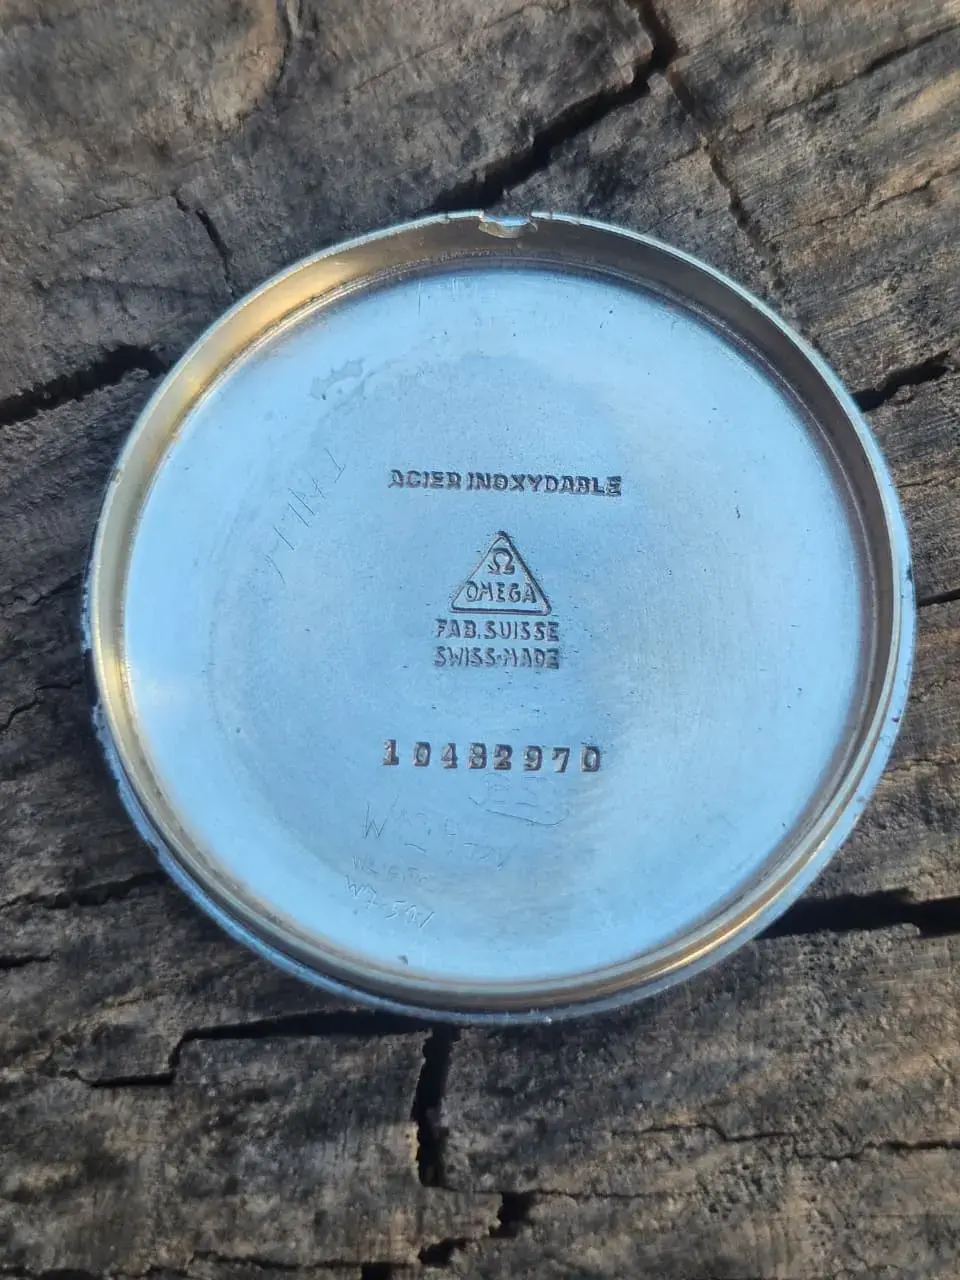 ACIER INOXYDABLE
Ω
OMEGA
FAB. SUISSE
SWISS-MADE
10482970